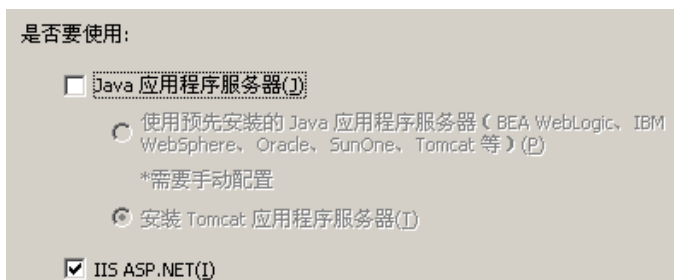 是否要使用:
Java 应用程序服务器(J)
使用预先安装的 Java 应用程序服务器 ( BEA WebLogic、IBM
WebSphere、Oracle、SunOne、Tomcat 等 ) (P)
*需要手动配置
安装 Tomcat 应用程序服务器(T)
IIS ASP.NET(I)